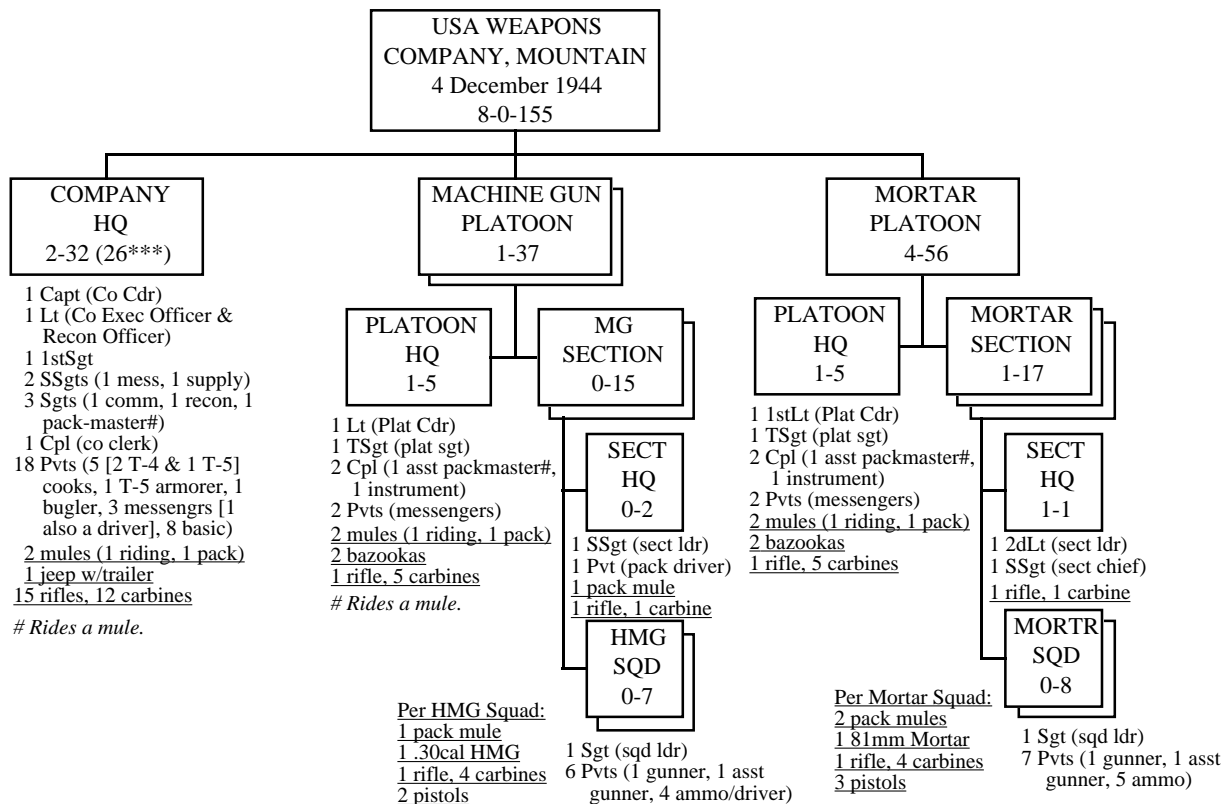 USA WEAPONS
COMPANY, MOUNTAIN
4 December 1944
8-0-155
COMPANY
HQ
2-32 (26***)
1 Capt (Co Cdr)
1 Lt (Co Exec Officer &
Recon Officer)
1 1stSgt
2 SSgts (1 mess, 1 supply)
3 Sgts (1 comm, 1 recon, 1
pack-master#)
1 Cpl (co clerk)
18 Pvts (5 [2 T-4 & 1 T-5]
cooks, 1 T-5 armorer, 1
bugler, 3 messengrs [1
also a driver], 8 basic)
2 mules (1 riding, 1 pack)
1 jeep w/trailer
15 rifles, 12 carbines
# Rides a mule.
MACHINE GUN
PLATOON
1-37
PLATOON
HQ
1-5
1 Lt (Plat Cdr)
1 TSgt (plat sgt)
2 Cpl (1 asst packmaster#,
1 instrument)
2 Pvts (messengers)
2 mules (1 riding, 1 pack)
2 bazookas
1 rifle, 5 carbines
# Rides a mule.
MG
SECTION
0-15
SECT
HQ
0-2
1 SSgt (sect ldr)
1 Pvt (pack driver)
1 pack mule
1 rifle, 1 carbine
HMG
SQD
0-7
Per HMG Squad:
1 pack mule
1 .30cal HMG
1 rifle, 4 carbines
2 pistols
1 Sgt (sqd ldr)
6 Pvts (1 gunner, 1 asst
gunner, 4 ammo/driver)
MORTAR
PLATOON
4-56
PLATOON
HQ
1-5
1 1stLt (Plat Cdr)
1 TSgt (plat sgt)
2 Cpl (1 asst packmaster#,
1 instrument)
2 Pvts (messengers)
2 mules (1 riding, 1 pack)
2 bazookas
1 rifle, 5 carbines
MORTAR
SECTION
1-17
SECT
HQ
1-1
1 2dLt (sect ldr)
1 SSgt (sect chief)
1 rifle, 1 carbine
MORTR
SQD
0-8
Per Mortar Squad:
2 pack mules
1 81mm Mortar
1 rifle, 4 carbines
3 pistols
1 Sgt (sqd ldr)
7 Pvts (1 gunner, 1 asst
gunner, 5 ammo)